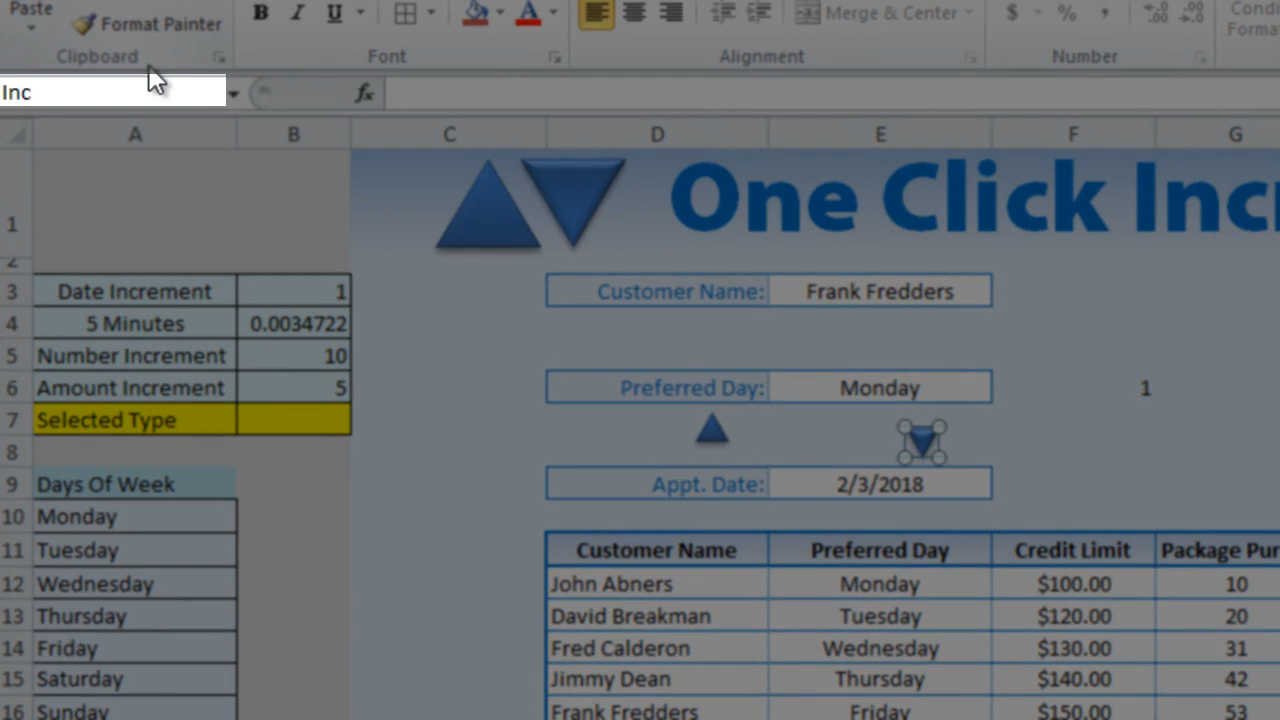 Paste Format Painter B I U A Merge & Center $ % , .00 Condi
Clipboard Font Alignment Number Forma
Inc fx
A B C D E F G
1 One Click Inc
2
3 Date Increment 1 Customer Name: Frank Fredders
4 5 Minutes 0.0034722
5 Number Increment 10
6 Amount Increment 5 Preferred Day: Monday 1
7 Selected Type
8
9 Days Of Week Appt. Date: 2/3/2018
10 Monday
11 Tuesday Customer Name Preferred Day Credit Limit Package Pur
12 Wednesday John Abners Monday $100.00 10
13 Thursday David Breakman Tuesday $120.00 20
14 Friday Fred Calderon Wednesday $130.00 31
15 Saturday Jimmy Dean Thursday $140.00 42
16 Sunday Frank Fredders Friday $150.00 53